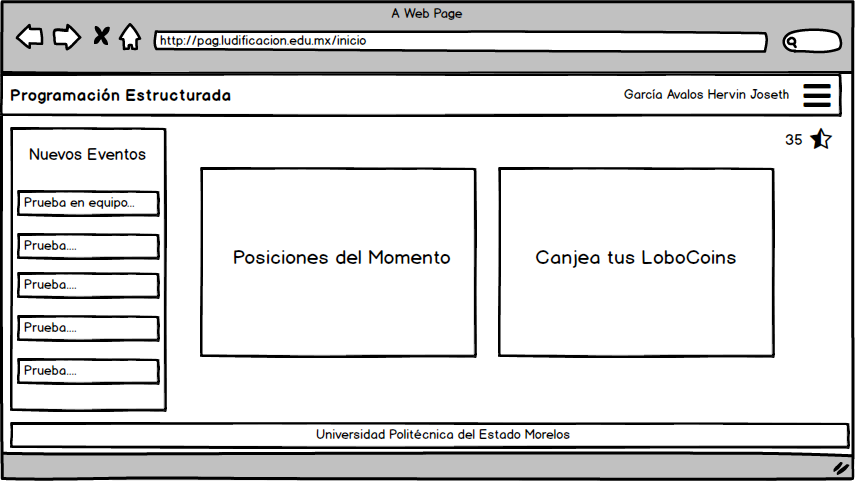 A Web Page
http://pag.ludificacion.edu.mx/inicio
Programación Estructurada
García Avalos Hervin Joseth
35
Nuevos Eventos
Prueba en equipo...
Prueba....
Prueba....
Prueba....
Prueba....
Posiciones del Momento
Canjea tus LoboCoins
Universidad Politécnica del Estado Morelos